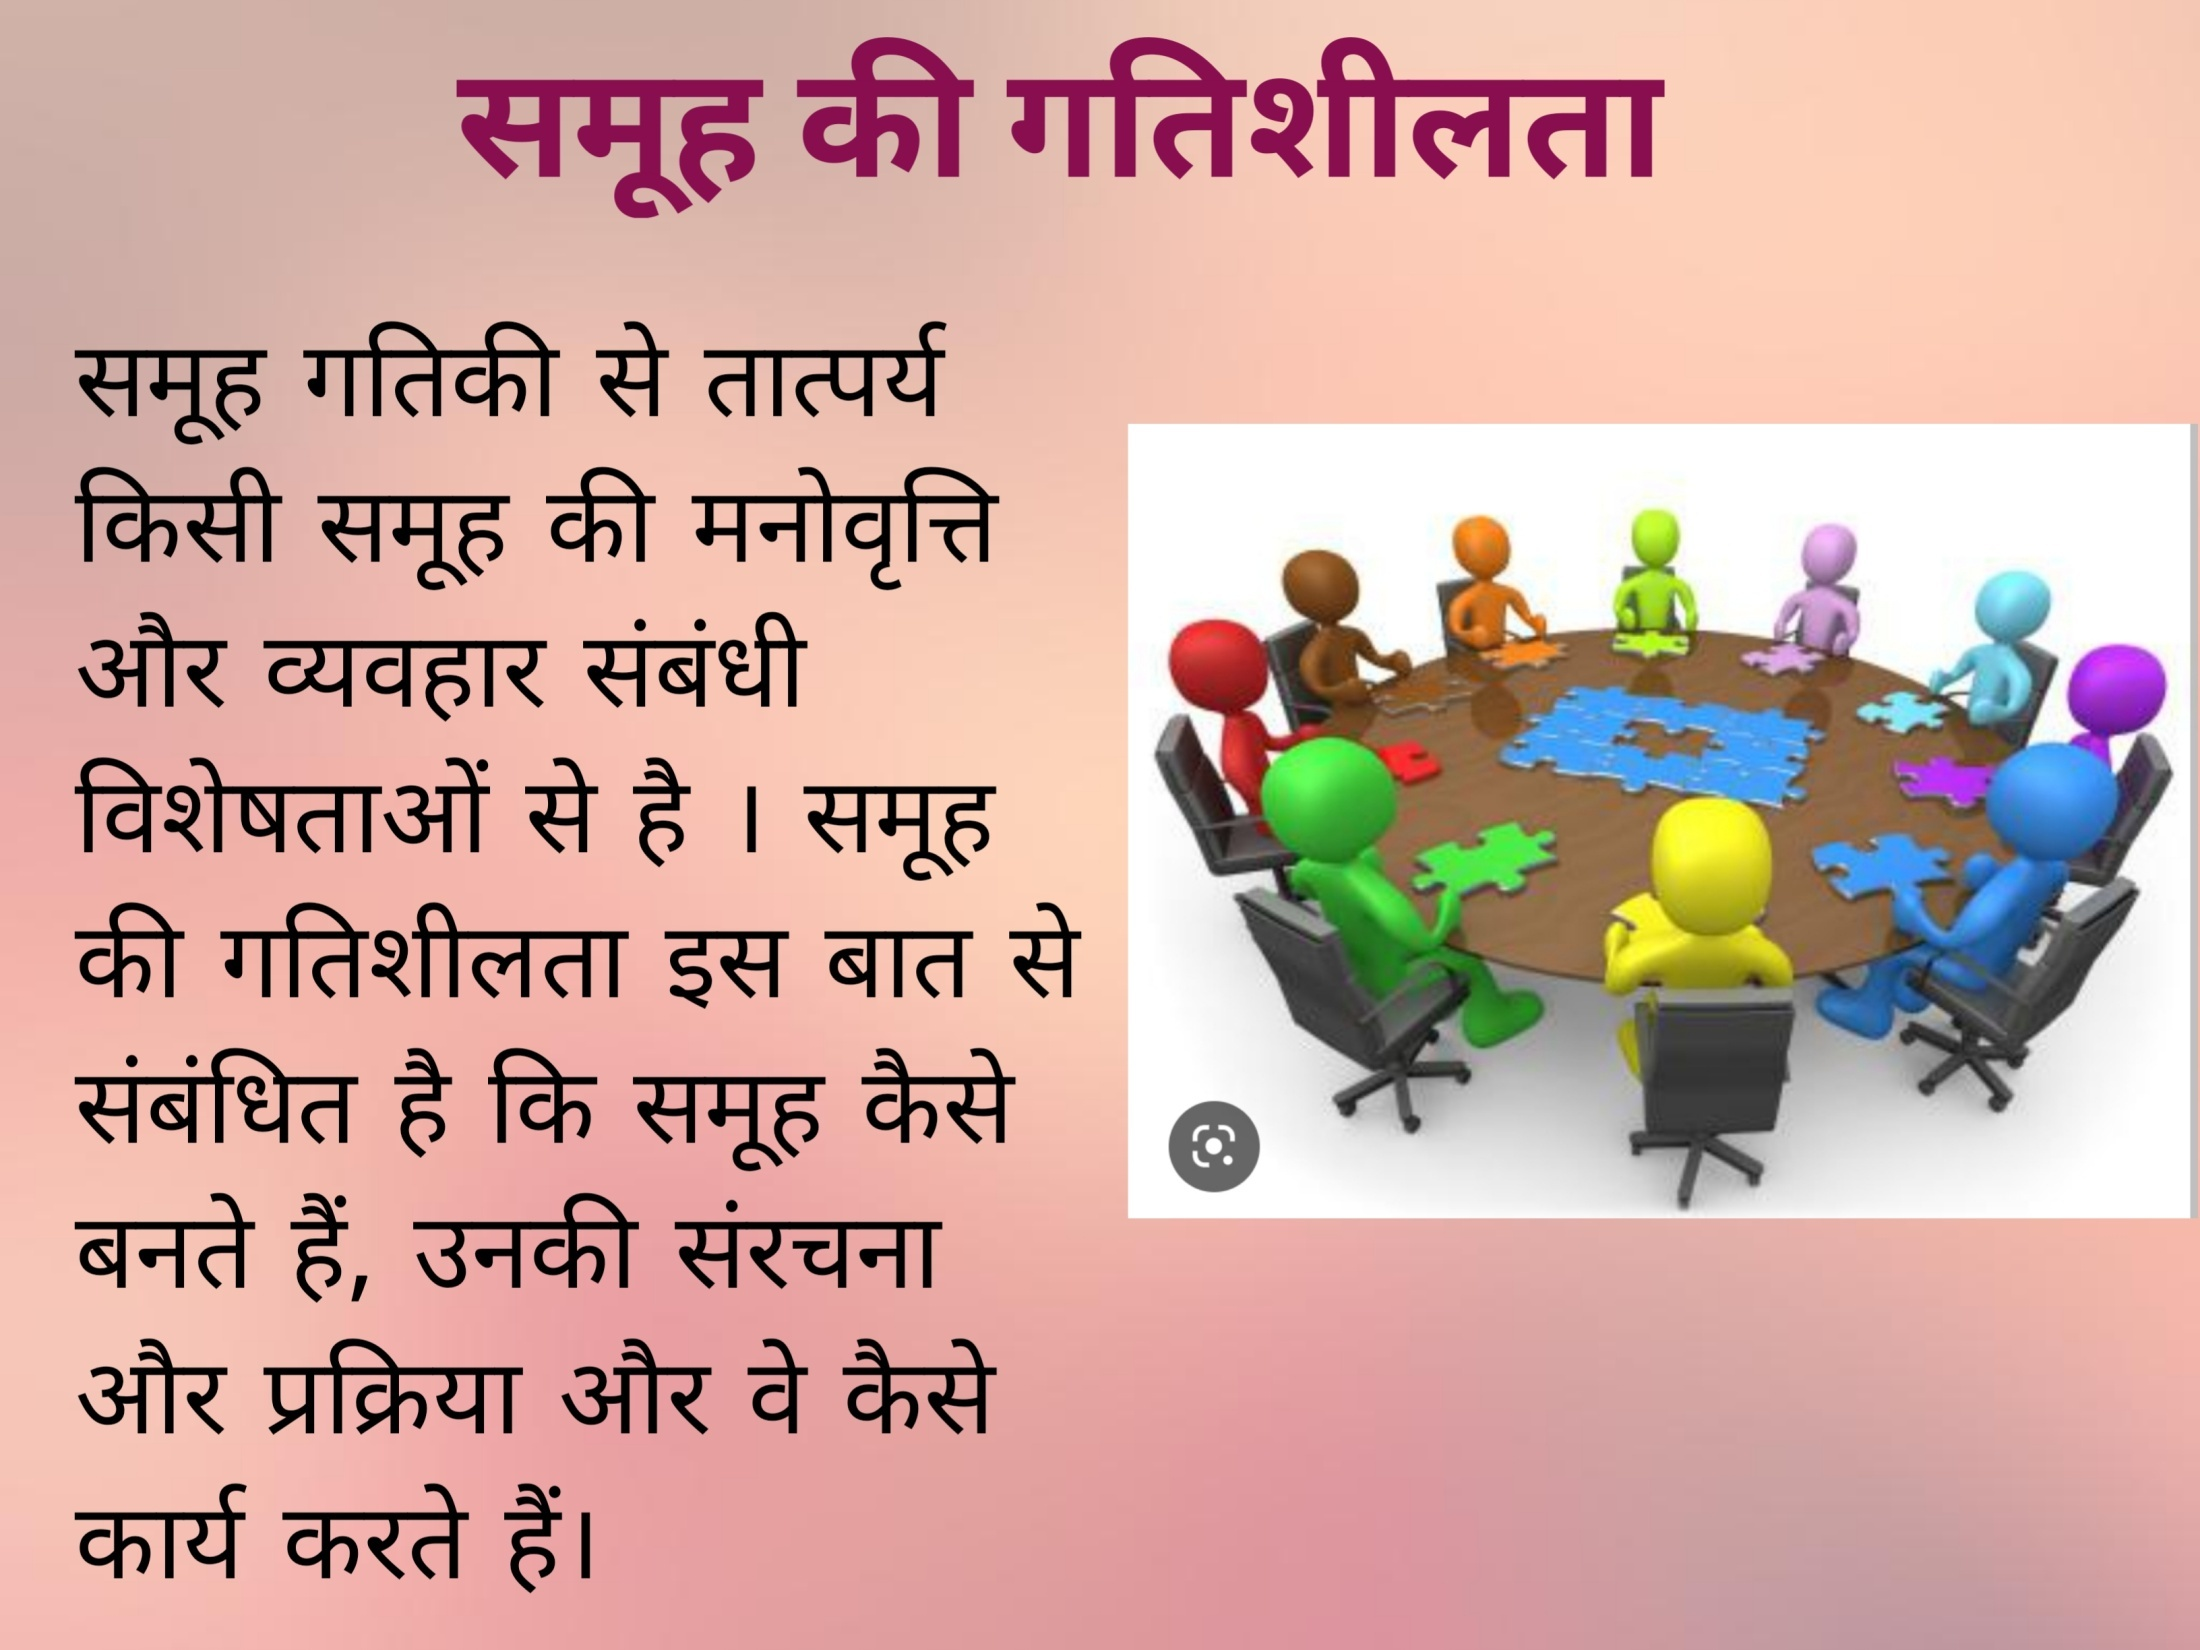 समूह की गतिशीलता
समूह गतिकी से तात्पर्य
किसी समूह की मनोवृत्ति
और व्यवहार संबंधी
विशेषताओं से है । समूह
की गतिशीलता इस बात से
संबंधित है कि समूह कैसे
बनते हैं, उनकी संरचना
और प्रक्रिया और वे कैसे
कार्य करते हैं।